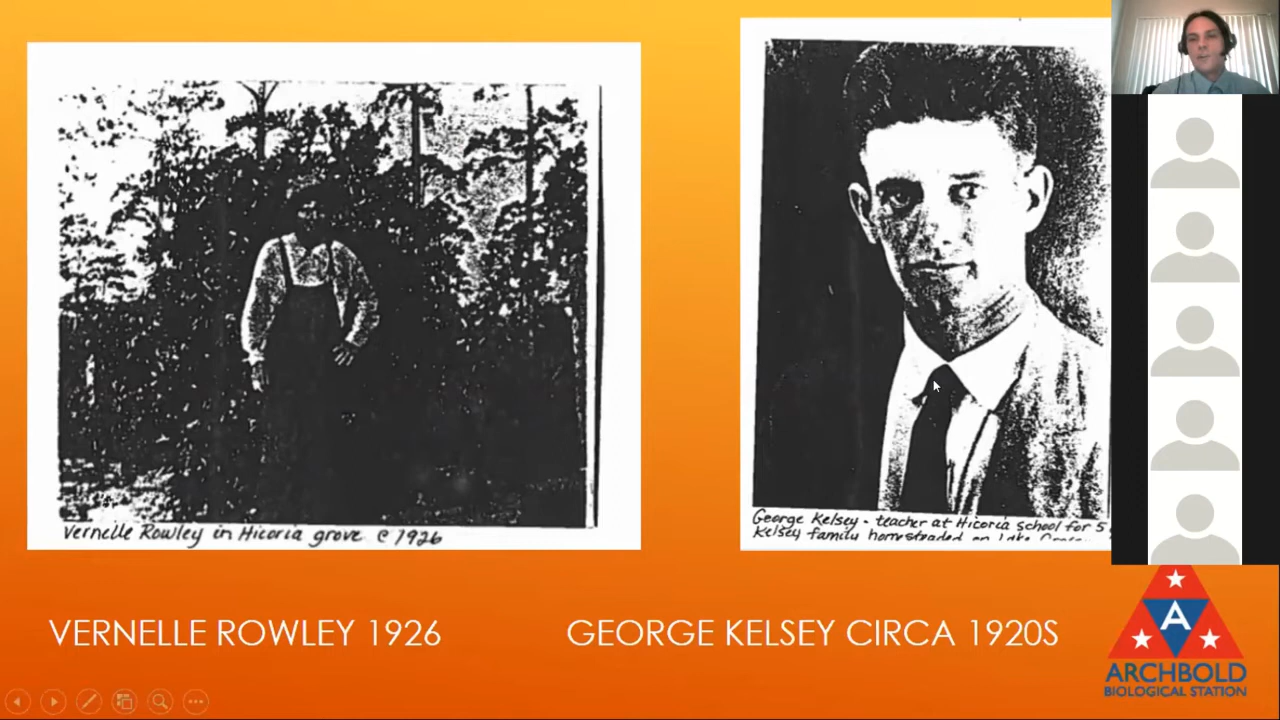 Vernelle Rowley in Hicoria grove c 1926
George Kelsey - teacher at Hicoria school for 5
Kelsey family homesteaded on Lake
VERNELLE ROWLEY 1926
GEORGE KELSEY CIRCA 1920S
A
ARCHBOLD
BIOLOGICAL STATION